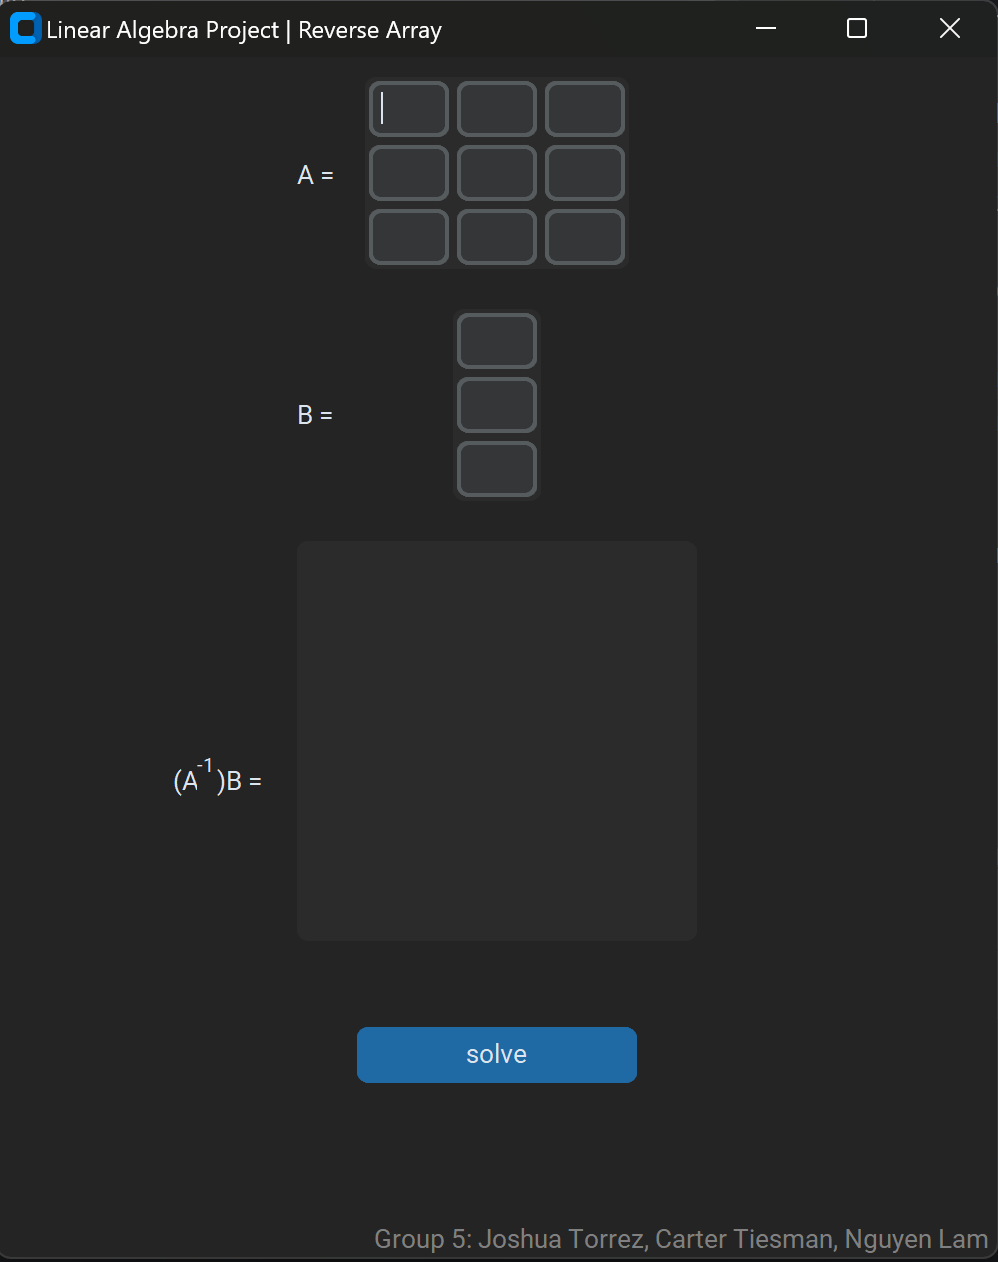 Linear Algebra Project | Reverse Array
A =
B =
(A⁻¹)B =
solve
Group 5: Joshua Torrez, Carter Tiesman, Nguyen Lam